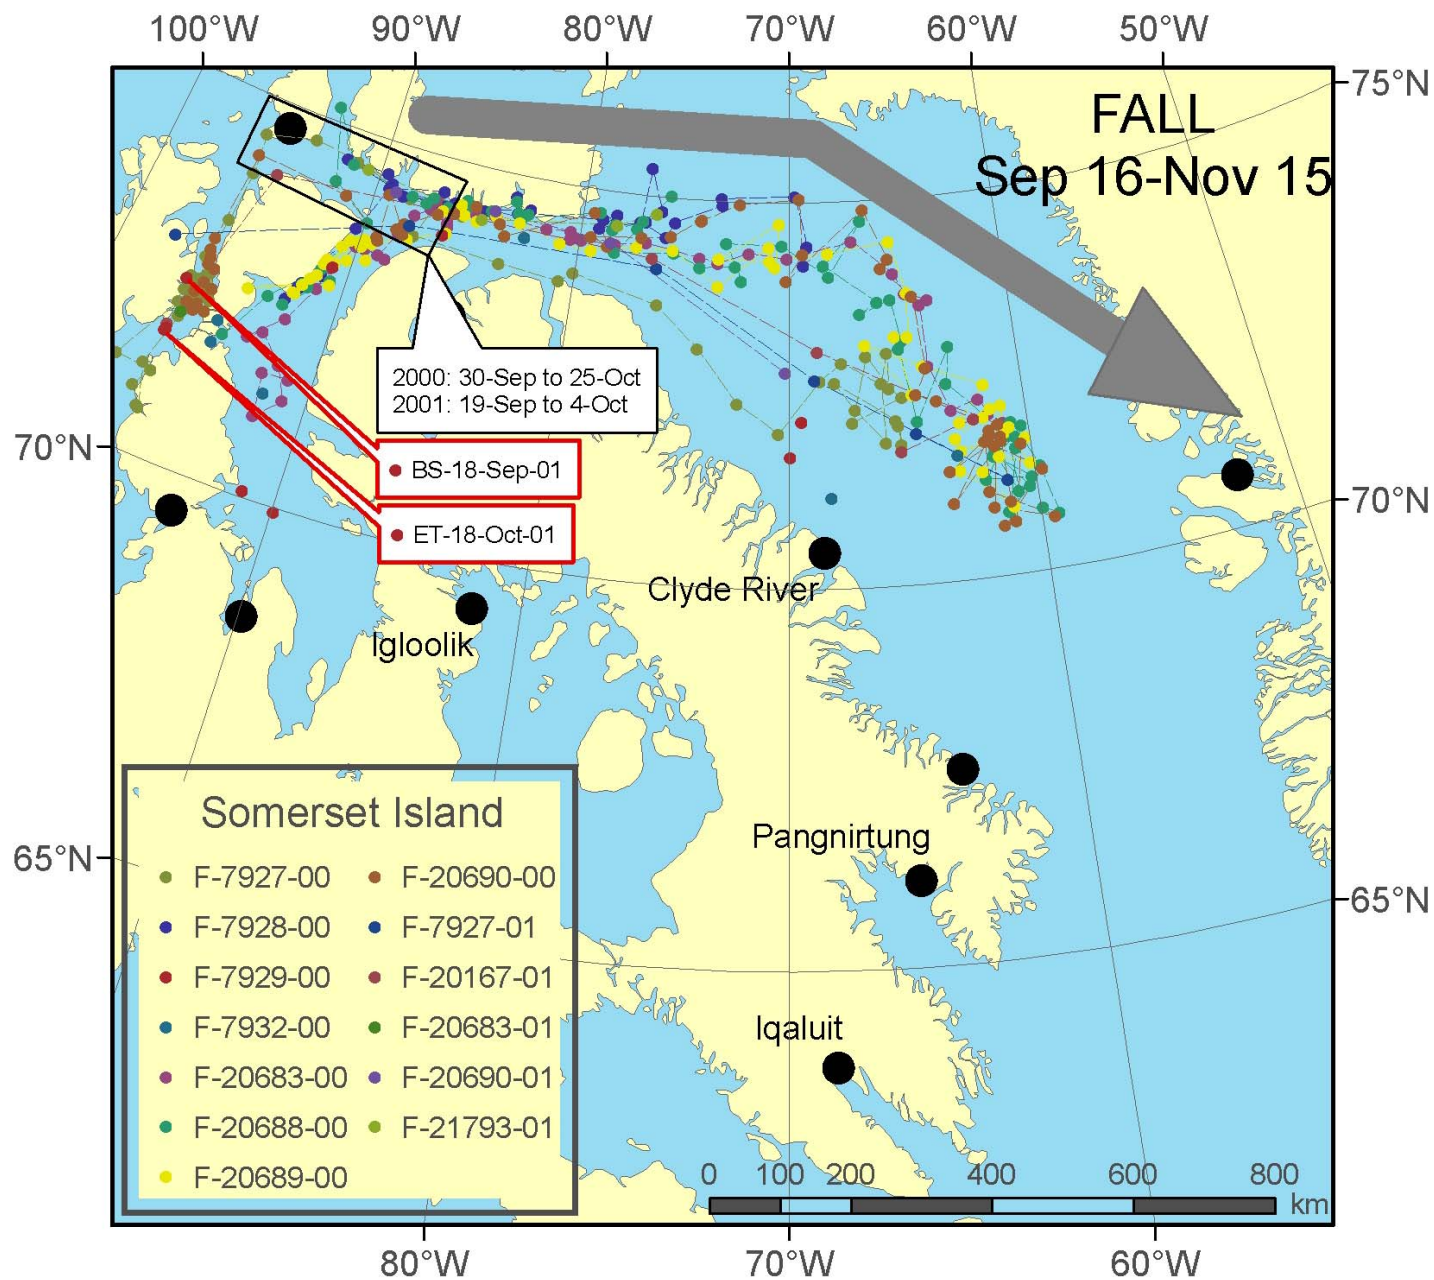 100°W 90°W 80°W 70°W 60°W 50°W
75°N
FALL
Sep 16-Nov 15
2000: 30-Sep to 25-Oct
2001: 19-Sep to 4-Oct
70°N
BS-18-Sep-01
70°N
ET-18-Oct-01
Clyde River
Igloolik
Somerset Island
Pangnirtung
65°N
F-7927-00 F-20690-00
65°N
F-7928-00 F-7927-01
F-7929-00 F-20167-01
F-7932-00 F-20683-01
Iqaluit
F-20683-00 F-20690-01
F-20688-00 F-21793-01
F-20689-00
0 100 200 400 600 800
km
80°W 70°W 60°W